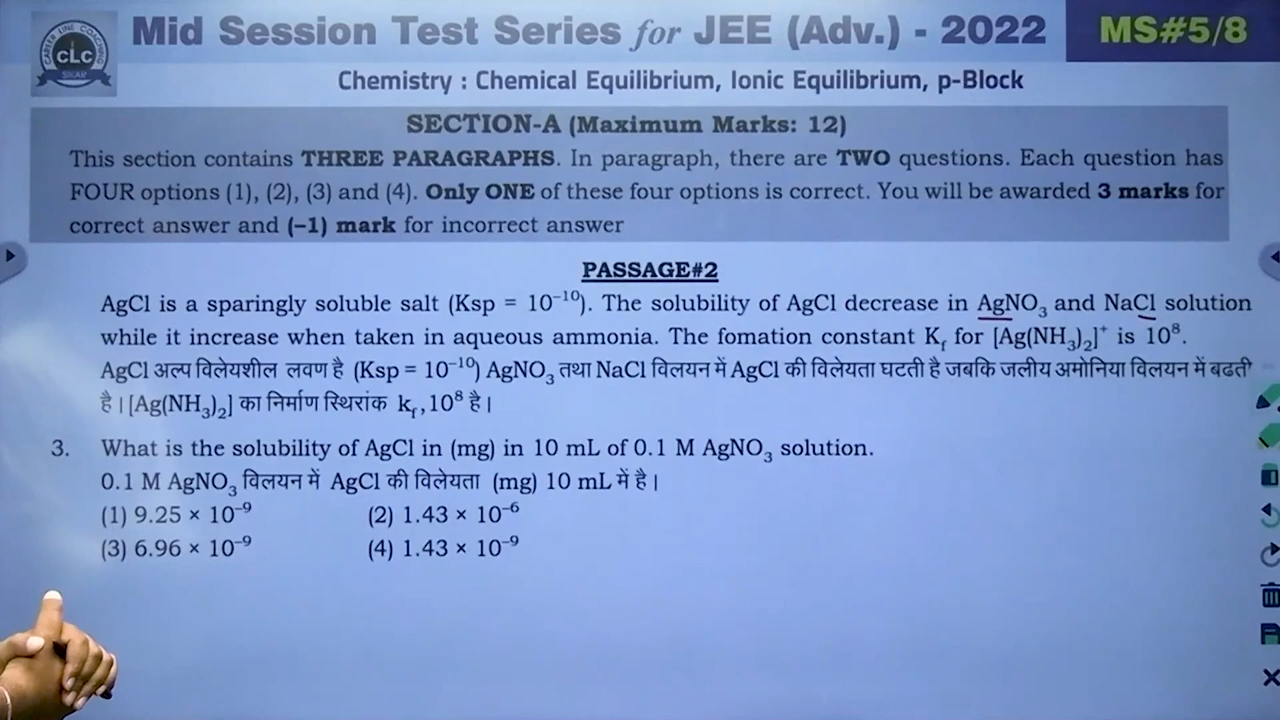 Mid Session Test Series for JEE (Adv.) - 2022
MS#5/8
CLC
SIKAR
Chemistry : Chemical Equilibrium, Ionic Equilibrium, p-Block
SECTION-A (Maximum Marks: 12)
This section contains THREE PARAGRAPHS. In paragraph, there are TWO questions. Each question has
FOUR options (1), (2), (3) and (4). Only ONE of these four options is correct. You will be awarded 3 marks for
correct answer and (−1) mark for incorrect answer
PASSAGE#2
AgCl is a sparingly soluble salt (Ksp = 10⁻¹⁰). The solubility of AgCl decrease in AgNO₃ and NaCl solution
while it increase when taken in aqueous ammonia. The fomation constant K_f for [Ag(NH₃)₂]⁺ is 10⁸.
AgCl अल्प विलेयशील लवण है (Ksp = 10⁻¹⁰) AgNO₃ तथा NaCl विलयन में AgCl की विलेयता घटती है जबकि जलीय अमोनिया विलयन में बढती
है। [Ag(NH₃)₂] का निर्माण स्थिरांक k_f, 10⁸ है।
3. What is the solubility of AgCl in (mg) in 10 mL of 0.1 M AgNO₃ solution.
0.1 M AgNO₃ विलयन में AgCl की विलेयता (mg) 10 mL में है।
(1) 9.25 × 10⁻⁹ (2) 1.43 × 10⁻⁶
(3) 6.96 × 10⁻⁹ (4) 1.43 × 10⁻⁹